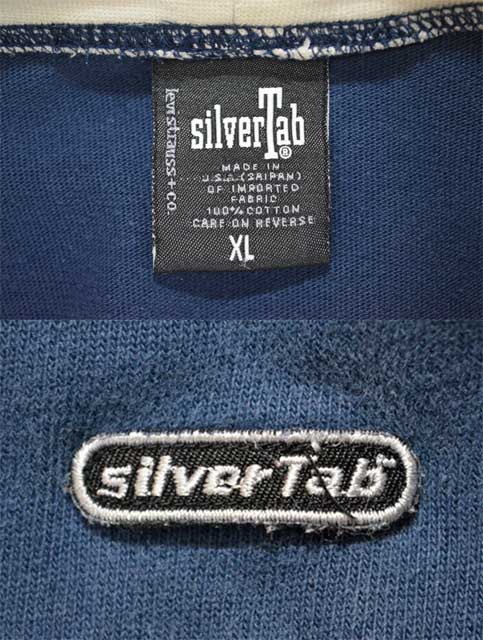 levi strauss + co.
silverTab®
MADE IN
U.S.A. (SAIPAN)
OF IMPORTED
FABRIC
100% COTTON
CARE ON REVERSE
XL
silverTab